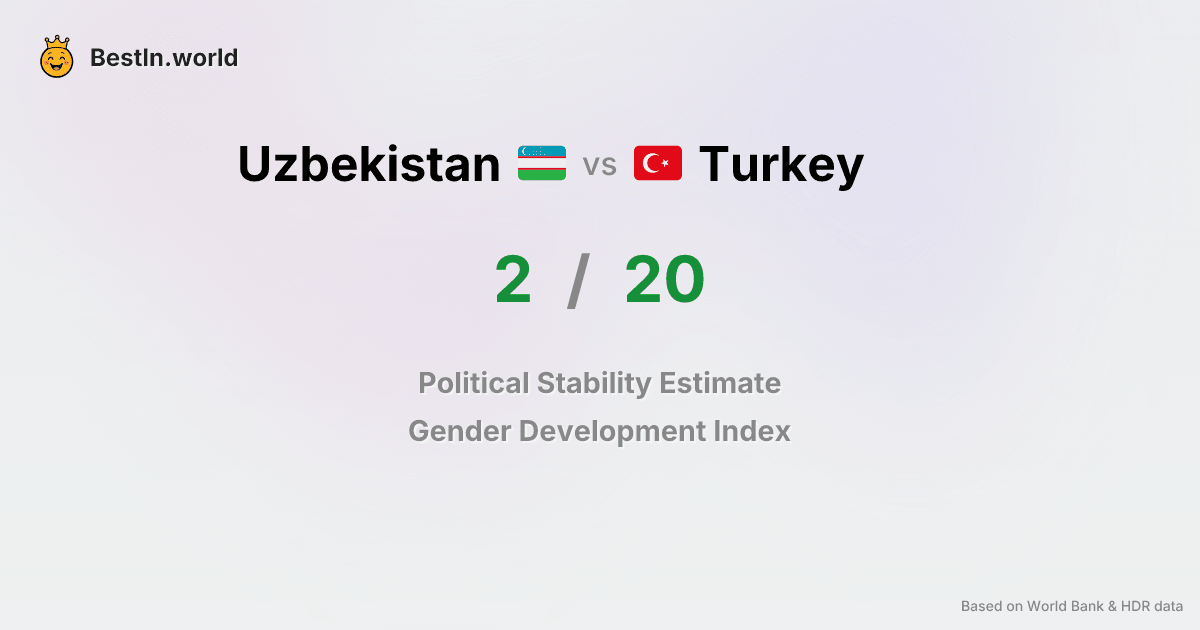 BestIn.world
Uzbekistan vs Turkey
2 / 20
Political Stability Estimate
Gender Development Index
Based on World Bank & HDR data